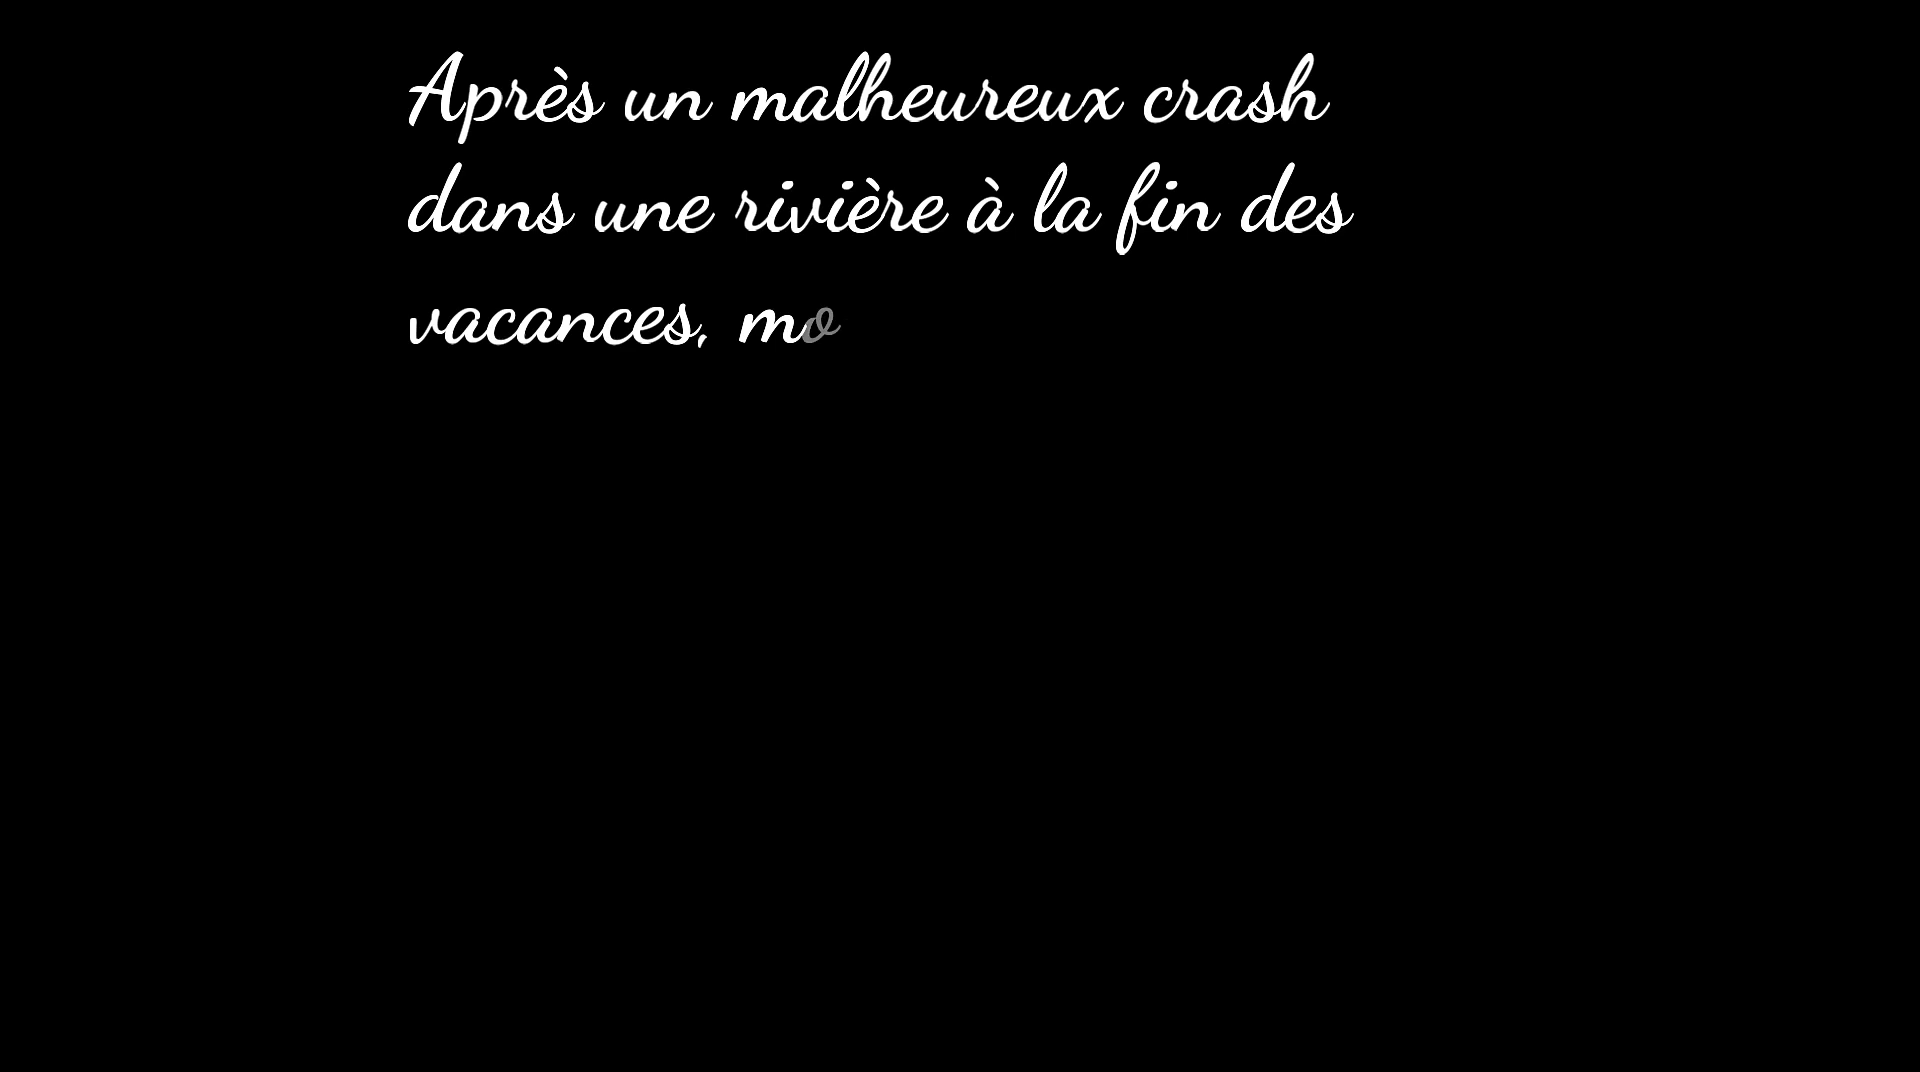 Après un malheureux crash
dans une rivière à la fin des
vacances, mo